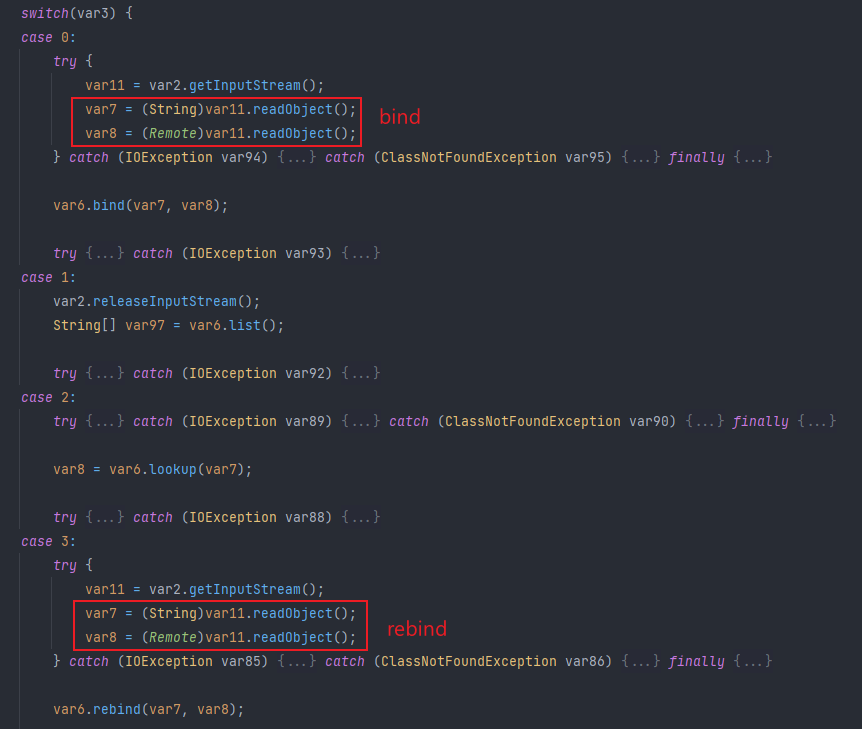 switch(var3) {
case 0:
try {
var11 = var2.getInputStream();
var7 = (String)var11.readObject();
bind
var8 = (Remote)var11.readObject();
} catch (IOException var94) {...} catch (ClassNotFoundException var95) {...} finally {...}
var6.bind(var7, var8);
try {...} catch (IOException var93) {...}
case 1:
var2.releaseInputStream();
String[] var97 = var6.list();
try {...} catch (IOException var92) {...}
case 2:
try {...} catch (IOException var89) {...} catch (ClassNotFoundException var90) {...} finally {...}
var8 = var6.lookup(var7);
try {...} catch (IOException var88) {...}
case 3:
try {
var11 = var2.getInputStream();
var7 = (String)var11.readObject();
rebind
var8 = (Remote)var11.readObject();
} catch (IOException var85) {...} catch (ClassNotFoundException var86) {...} finally {...}
var6.rebind(var7, var8);